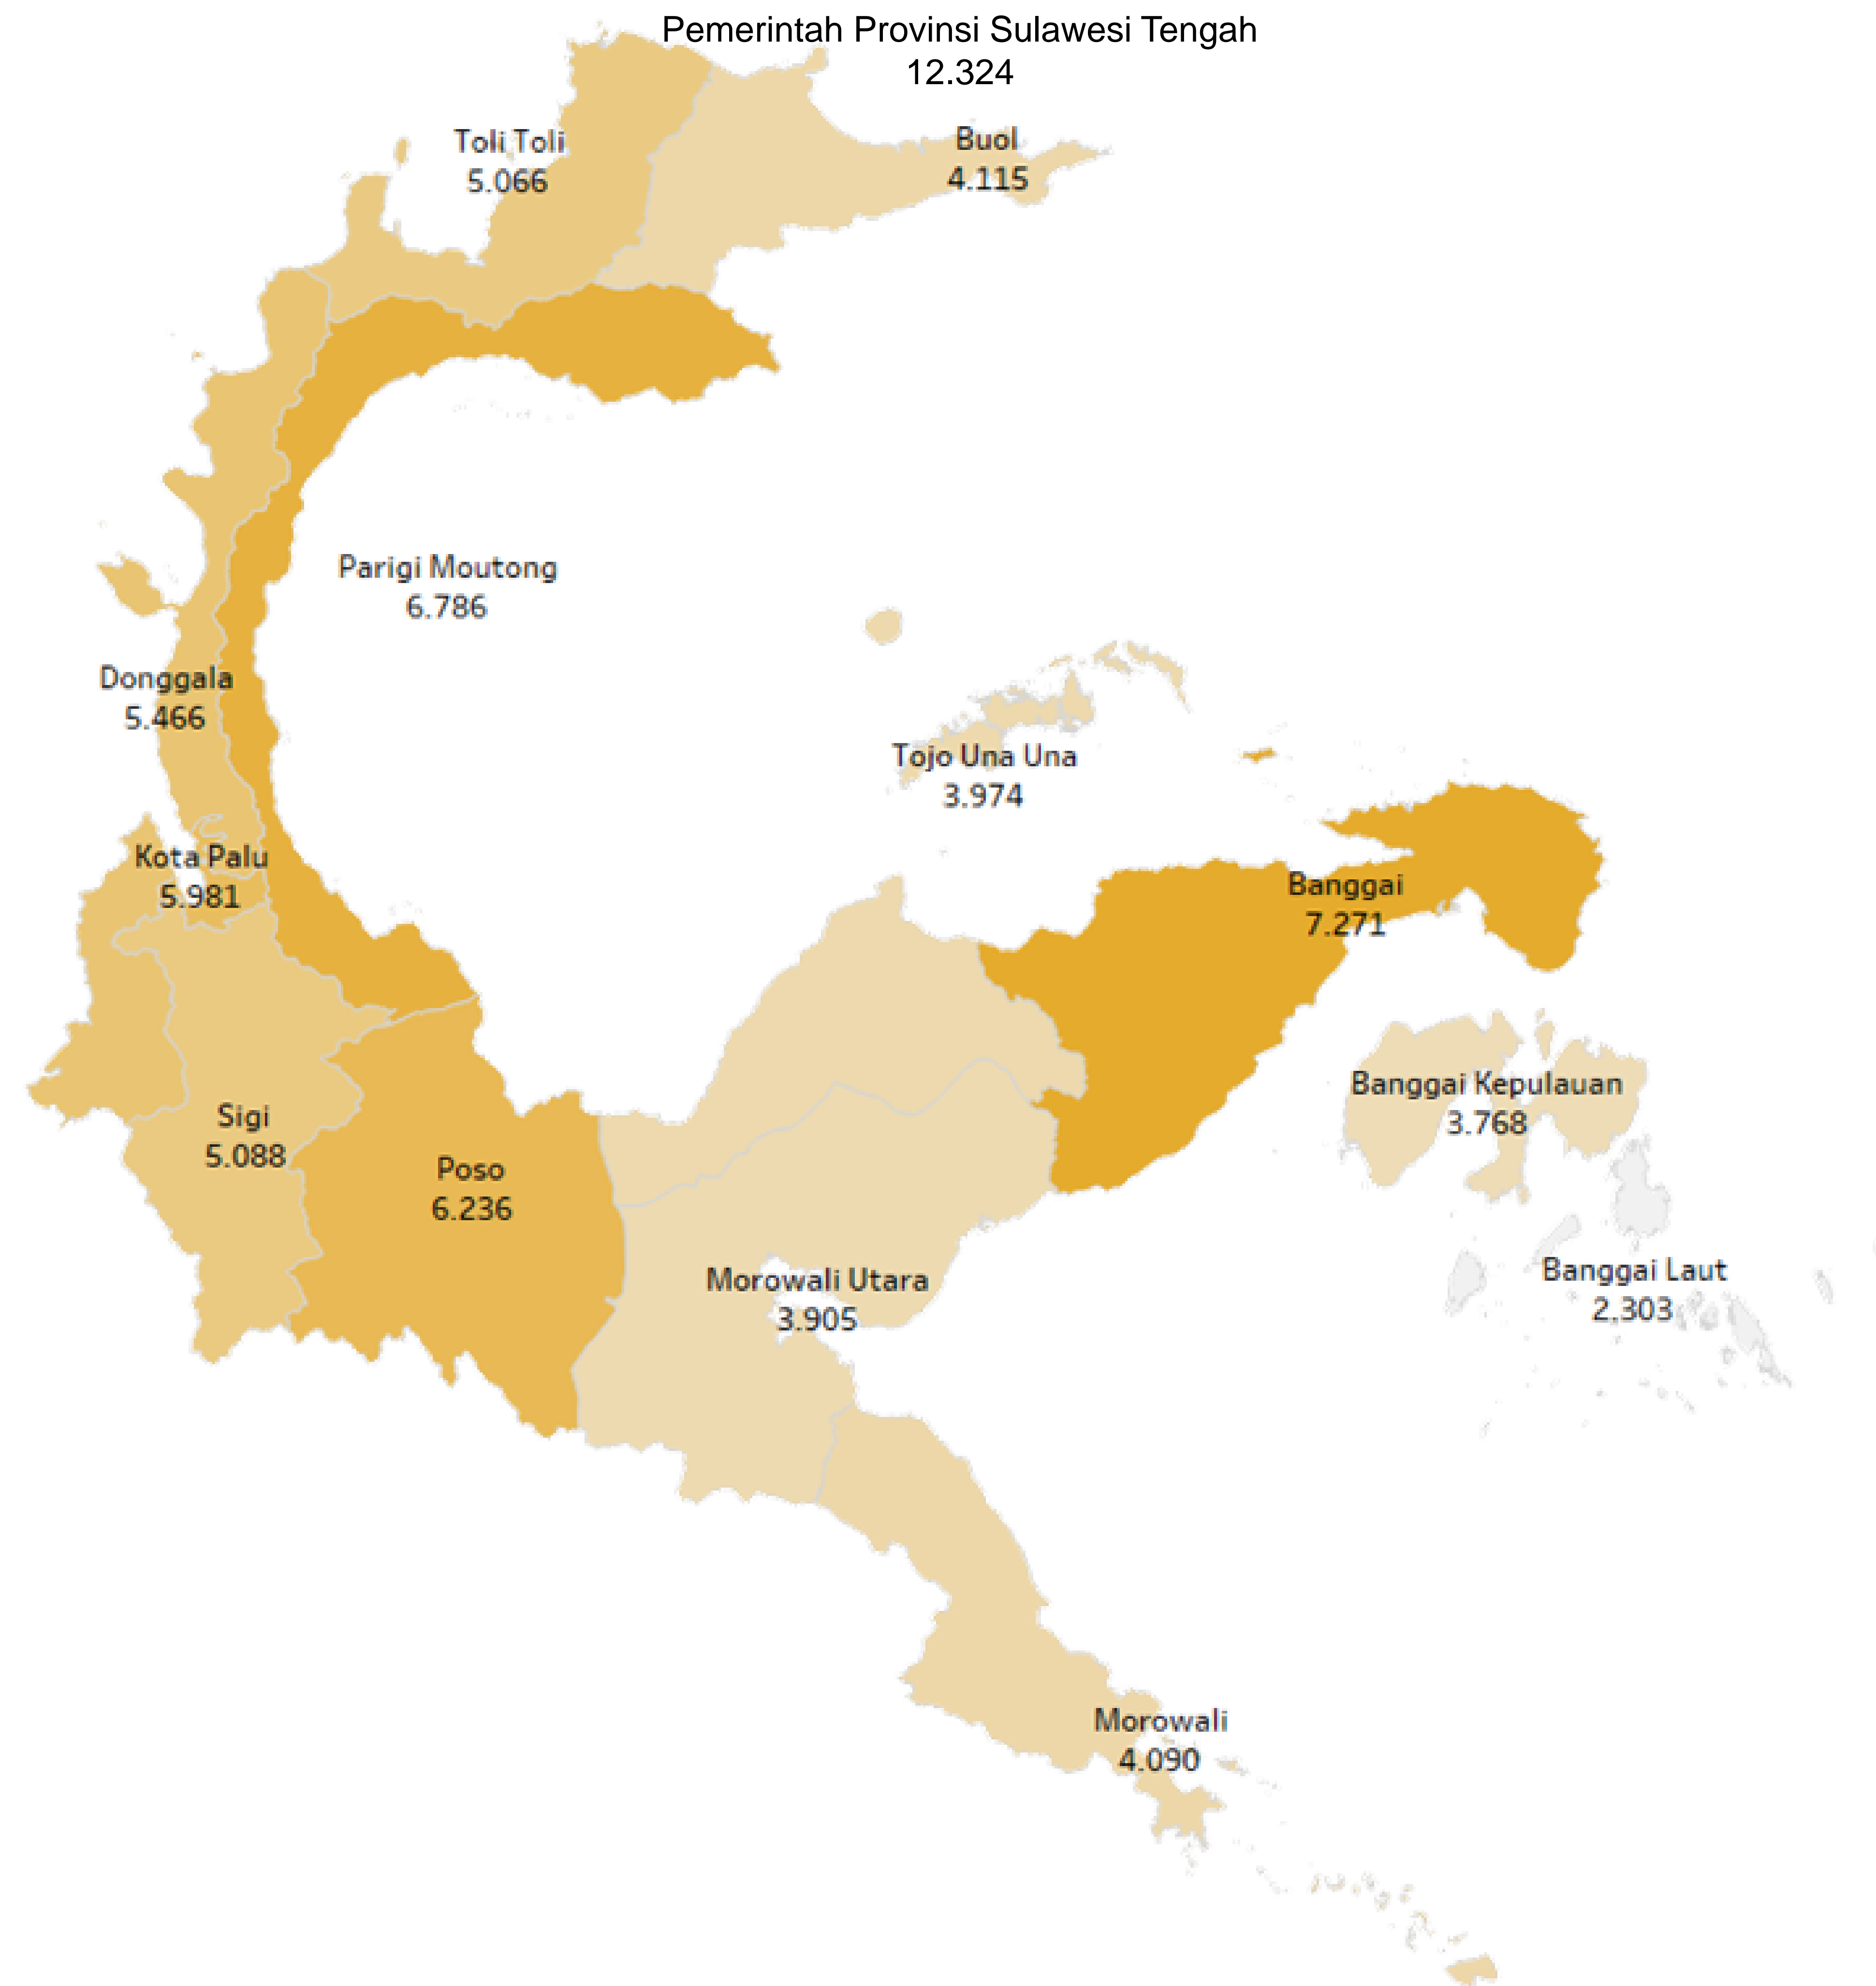 Pemerintah Provinsi Sulawesi Tengah
12.324
Toli Toli
5.066
Buol
4.115
Parigi Moutong
6.786
Donggala
5.466
Tojo Una Una
3.974
Kota Palu
5.981
Banggai
7.271
Banggai Kepulauan
3.768
Sigi
5.088
Poso
6.236
Morowali Utara
3.905
Banggai Laut
2.303
Morowali
4.090